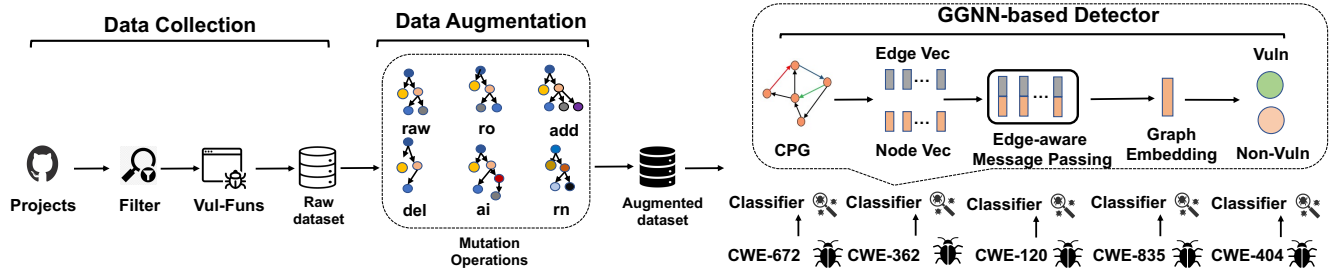 Data Collection
Data Augmentation
GGNN-based Detector
Projects
Filter
Vul-Funs
Raw
dataset
raw
ro
add
del
ai
rn
Mutation
Operations
Augmented
dataset
CPG
Edge Vec
...
...
Node Vec
...
Edge-aware
Message Passing
Graph
Embedding
Vuln
Non-Vuln
Classifier
Classifier
Classifier
Classifier
Classifier
CWE-672
CWE-362
CWE-120
CWE-835
CWE-404